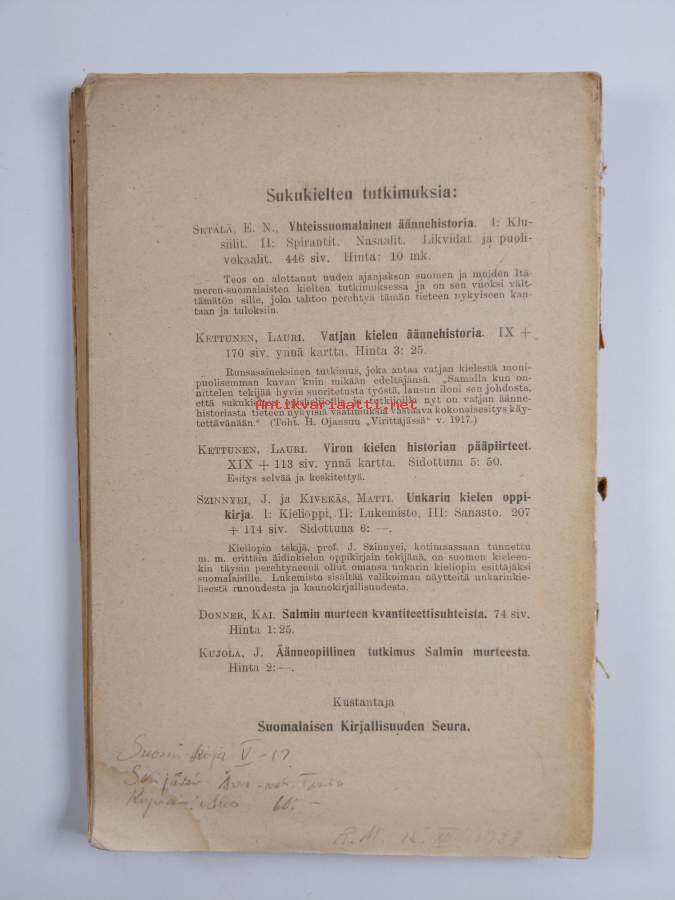 Sukukielten tutkimuksia:
SETÄLÄ, E. N., Yhteissuomalainen äännehistoria. I: Klu-
siilit. II: Spirantit. Nasaalit. Likvidat ja puoli-
vokaalit. 446 siv. Hinta: 10 mk.
Teos on alottanut uuden ajanjakson suomen ja muiden Itä-
meren-suomalaisten kielten tutkimuksessa ja on sen vuoksi vält-
tämätön sille, joka tahtoo perehtyä tämän tieteen nykyiseen kan-
taan ja tuloksiin.
KETTUNEN, LAURI. Vatjan kielen äännehistoria. IX +
170 siv. ynnä kartta. Hinta 3: 25.
Runsasaineksinen tutkimus, joka antaa vatjan kielestä moni-
puolisemman kuvan kuin mikään edeltäjänsä. „Samalla kun on-
nittelen tekijää hyvin suoritetusta työstä, lausun iloni sen johdosta,
että sukukielten opiskelijoilla ja tutkijoilla nyt on vatjan äänne-
Antikvariaatti.net
historiasta tieteen nykyisiä vaatimuksia vastaava kokonaisesitys käy-
tettävänään.“ (Toht. H. Ojansuu „Virittäjässä“ v. 1917.)
KETTUNEN, LAURI. Viron kielen historian pääpiirteet.
XIX + 113 siv. ynnä kartta. Sidottuna 5: 50.
Esitys selvää ja keskitettyä.
SZINNYEI, J. ja KIVEKÄS, MATTI. Unkarin kielen oppi-
kirja. I: Kielioppi, II: Lukemisto, III: Sanasto. 207
+ 114 siv. Sidottuna 6: —.
Kieliopin tekijä, prof. J. Szinnyei, kotimaassaan tunnettu
m. m. erittäin äidinkielen oppikirjain tekijänä, on suomen kieleen-
kin täysin perehtyneenä ollut omansa unkarin kieliopin esittäjäksi
suomalaisille. Lukemisto sisältää valikoiman näytteitä unkarinkie-
lisestä runoudesta ja kaunokirjallisuudesta.
DONNER, KAI. Salmin murteen kvantiteettisuhteista. 74 siv.
Hinta 1: 25.
KUJOLA, J. Äänneopillinen tutkimus Salmin murteesta.
Hinta 2: —.
Kustantaja
Suomalaisen Kirjallisuuden Seura.
60: —